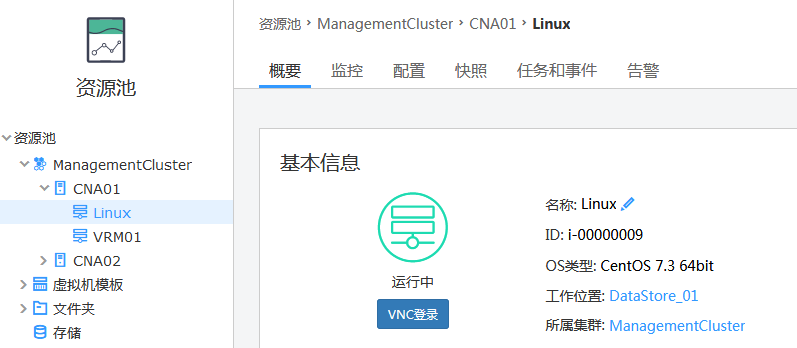 资源池
资源池
ManagementCluster
CNA01
Linux
VRM01
CNA02
虚拟机模板
文件夹
存储
资源池 > ManagementCluster > CNA01 > Linux
概要 监控 配置 快照 任务和事件 告警
基本信息
运行中
VNC登录
名称: Linux
ID: i-00000009
OS类型: CentOS 7.3 64bit
工作位置: DataStore_01
所属集群: ManagementCluster